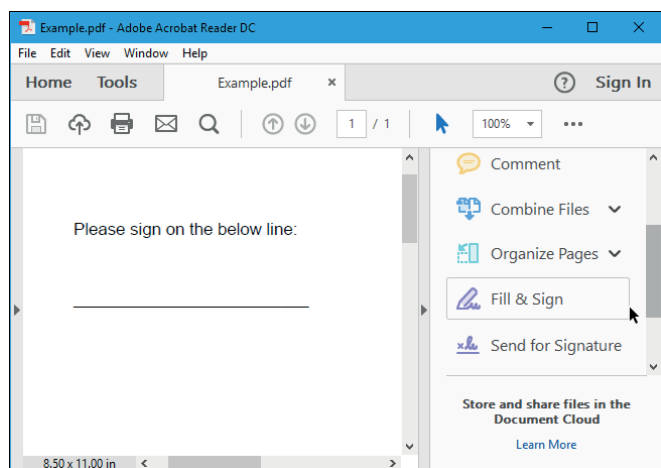 Example.pdf - Adobe Acrobat Reader DC
File Edit View Window Help
Home Tools Example.pdf × ? Sign In
1 / 1 100%
Comment
Combine Files
Please sign on the below line:
Organize Pages
Fill & Sign
Send for Signature
Store and share files in the
Document Cloud
Learn More
8.50 x 11.00 in